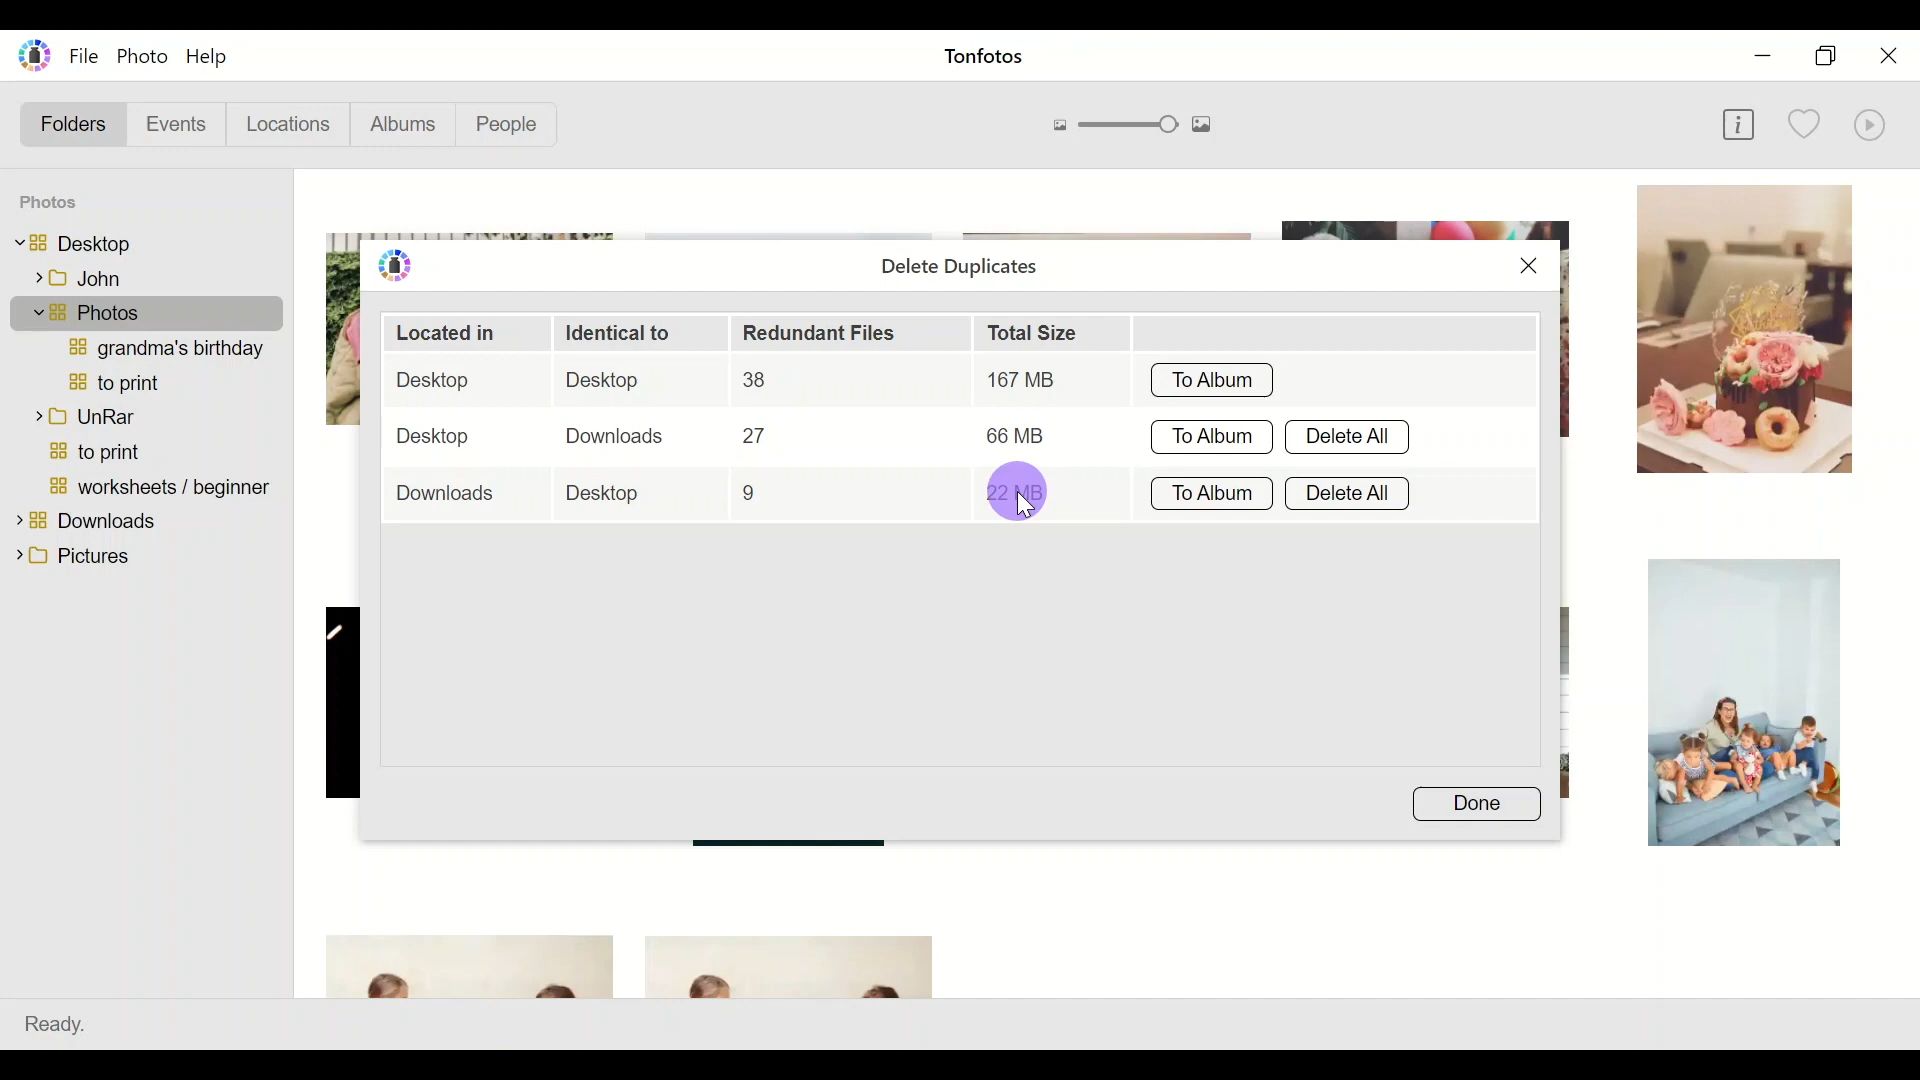 File Photo Help
Tonfotos
Folders Events Locations Albums People
Photos
Desktop
John
Photos
grandma's birthday
to print
UnRar
to print
worksheets / beginner
Downloads
Pictures
Delete Duplicates
Located in Identical to Redundant Files Total Size
Desktop Desktop 38 167 MB To Album
Desktop Downloads 27 66 MB To Album Delete All
Downloads Desktop 9 22 MB To Album Delete All
Done
Ready.